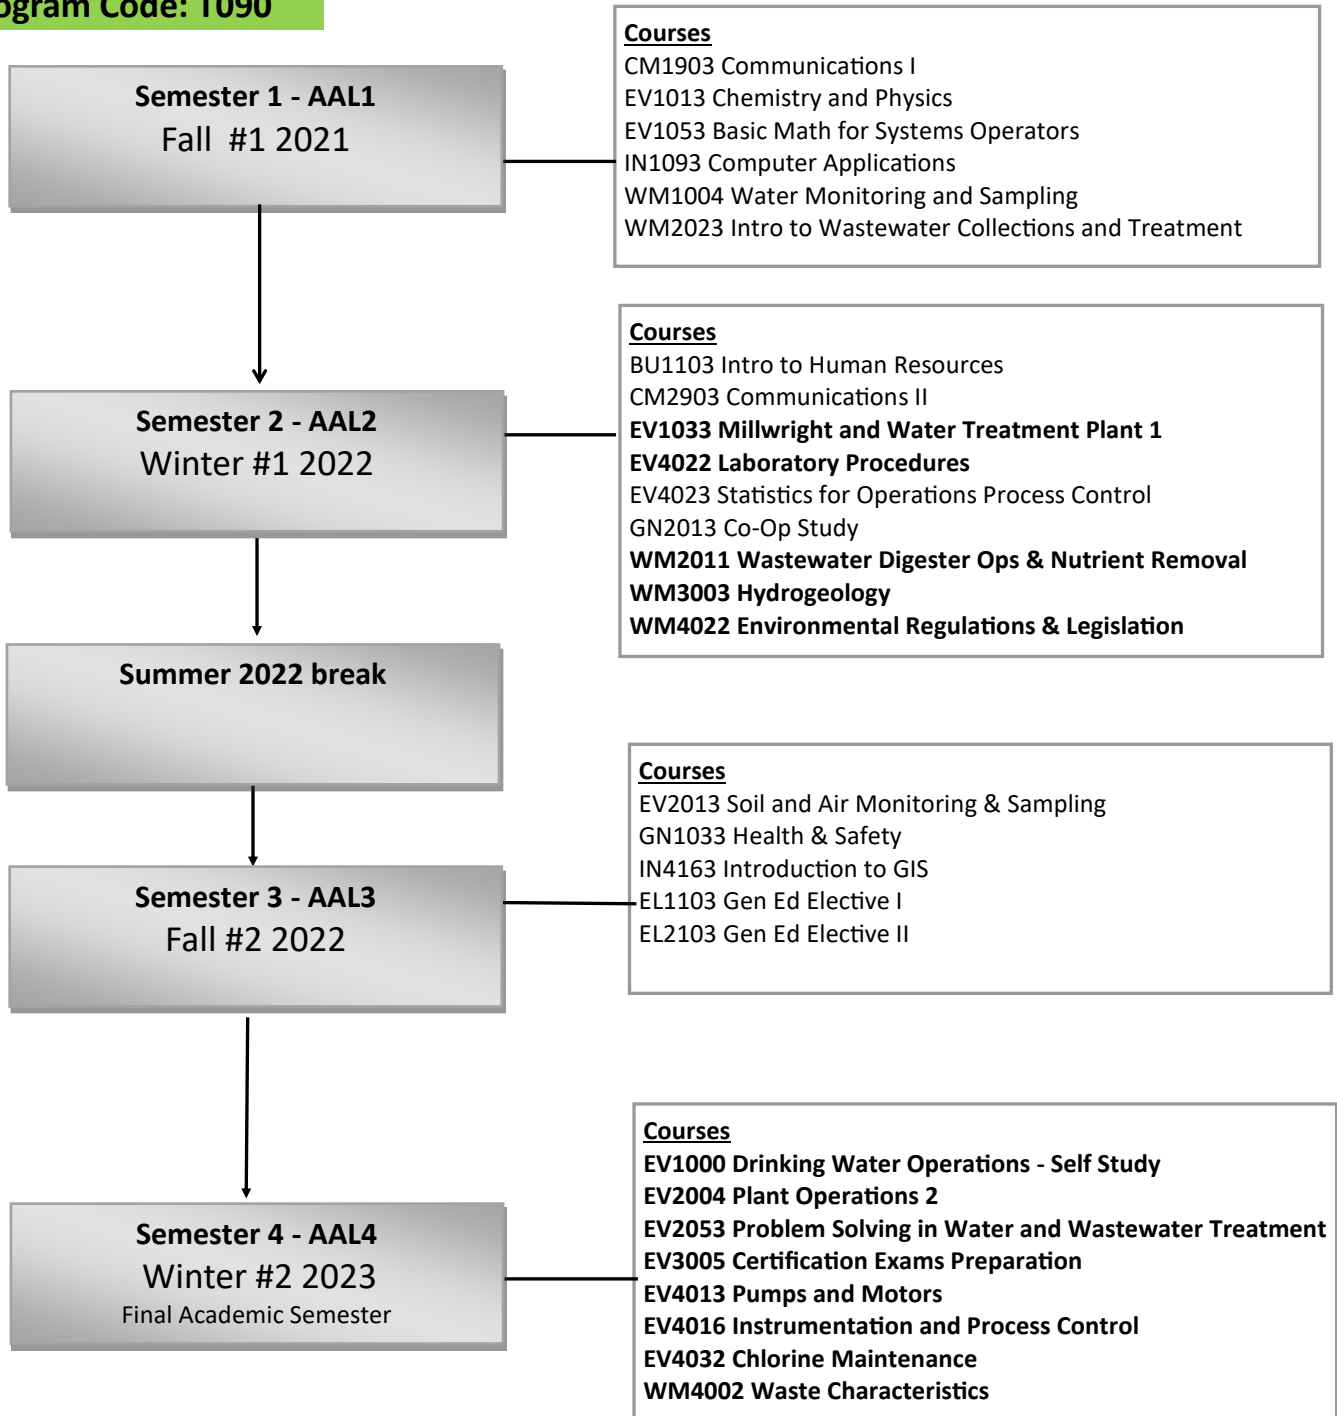 ogram Code: T090
Semester 1 - AAL1
Fall #1 2021
Courses
CM1903 Communications I
EV1013 Chemistry and Physics
EV1053 Basic Math for Systems Operators
IN1093 Computer Applications
WM1004 Water Monitoring and Sampling
WM2023 Intro to Wastewater Collections and Treatment
Semester 2 - AAL2
Winter #1 2022
Courses
BU1103 Intro to Human Resources
CM2903 Communications II
EV1033 Millwright and Water Treatment Plant 1
EV4022 Laboratory Procedures
EV4023 Statistics for Operations Process Control
GN2013 Co-Op Study
WM2011 Wastewater Digester Ops & Nutrient Removal
WM3003 Hydrogeology
WM4022 Environmental Regulations & Legislation
Summer 2022 break
Semester 3 - AAL3
Fall #2 2022
Courses
EV2013 Soil and Air Monitoring & Sampling
GN1033 Health & Safety
IN4163 Introduction to GIS
EL1103 Gen Ed Elective I
EL2103 Gen Ed Elective II
Semester 4 - AAL4
Winter #2 2023
Final Academic Semester
Courses
EV1000 Drinking Water Operations - Self Study
EV2004 Plant Operations 2
EV2053 Problem Solving in Water and Wastewater Treatment
EV3005 Certification Exams Preparation
EV4013 Pumps and Motors
EV4016 Instrumentation and Process Control
EV4032 Chlorine Maintenance
WM4002 Waste Characteristics